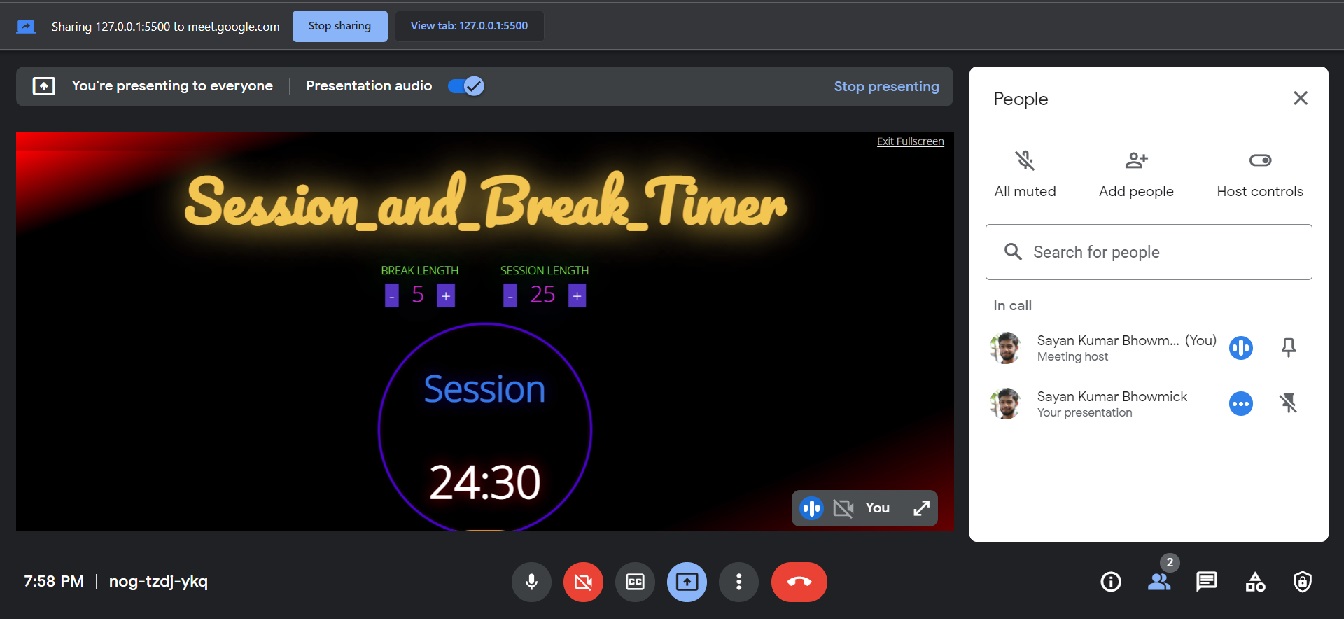 Sharing 127.0.0.1:5500 to meet.google.com Stop sharing View tab: 127.0.0.1:5500
You're presenting to everyone Presentation audio Stop presenting
Exit Fullscreen
Session_and_Break_Timer
BREAK LENGTH SESSION LENGTH
- 5 + - 25 +
Session
24:30
You
People
All muted Add people Host controls
Search for people
In call
Sayan Kumar Bhowm... (You)
Meeting host
Sayan Kumar Bhowmick
Your presentation
7:58 PM | nog-tzdj-ykq
CC
2